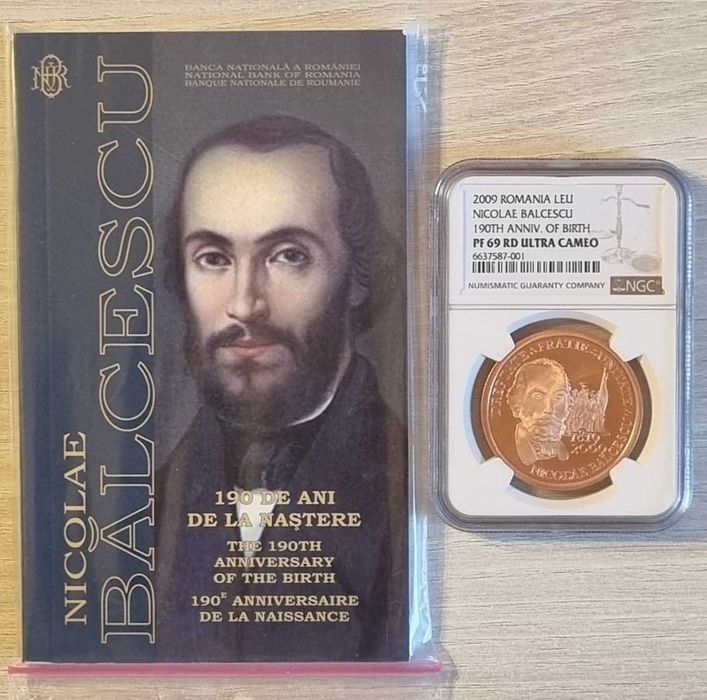 BANCA NAŢIONALĂ A ROMÂNIEI
NATIONAL BANK OF ROMANIA
BANQUE NATIONALE DE ROUMANIE
NICOLAE
BĂLCESCU
190 DE ANI
DE LA NAŞTERE
THE 190TH
ANNIVERSARY
OF THE BIRTH
190E ANNIVERSAIRE
DE LA NAISSANCE
2009 ROMANIA LEU
NICOLAE BALCESCU
190TH ANNIV. OF BIRTH
PF 69 RD ULTRA CAMEO
6637587-001
NUMISMATIC GUARANTY COMPANY
NGC
1819
NICOLAE BĂLCESCU